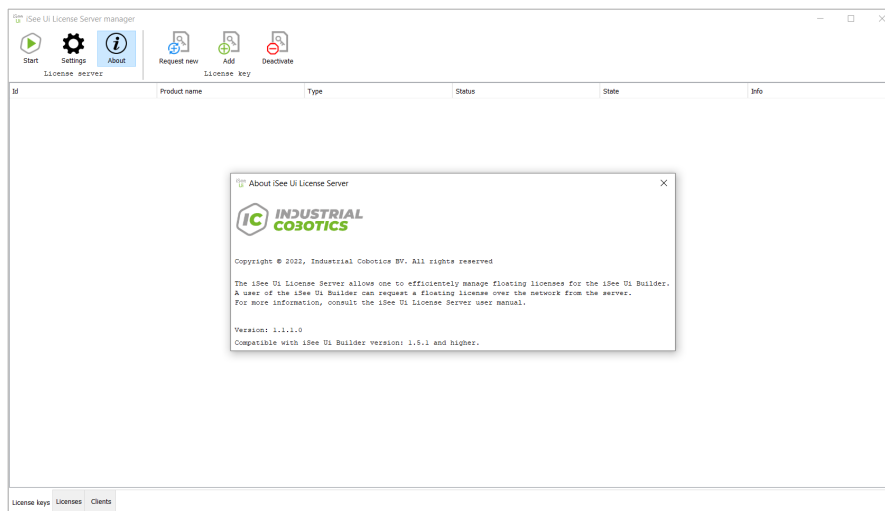 iSee Ui License Server manager
Start Settings About Request new Add Deactivate
License server License key
Id Product name Type Status State Info
About iSee Ui License Server
IC INDUSTRIAL
COBOTICS
Copyright © 2022, Industrial Cobotics BV. All rights reserved
The iSee Ui License Server allows one to efficientely manage floating licenses for the iSee Ui Builder.
A user of the iSee Ui Builder can request a floating license over the network from the server.
For more information, consult the iSee Ui License Server user manual.
Version: 1.1.1.0
Compatible with iSee Ui Builder version: 1.5.1 and higher.
License keys Licenses Clients